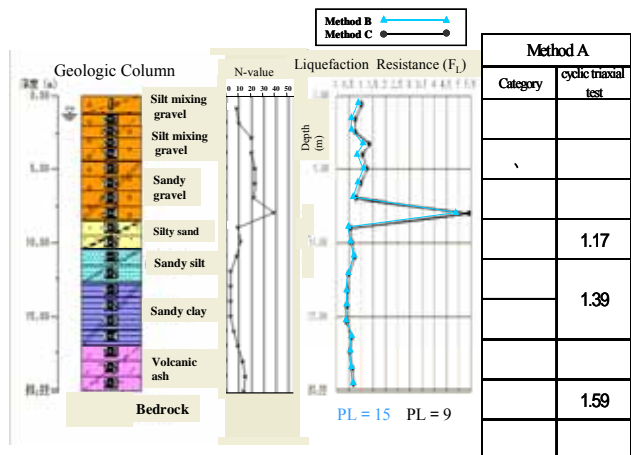 Method B
Method C
Method A
Category
cyclic triaxial
test
1.17
1.39
1.59
Geologic Column
N-value
Liquefaction Resistance (FL)
0 10 20 30 40 50
Depth
(m)
Silt mixing
gravel
Silt mixing
gravel
Sandy
gravel
Silty sand
Sandy silt
Sandy clay
Volcanic
ash
Bedrock
PL = 15 PL = 9